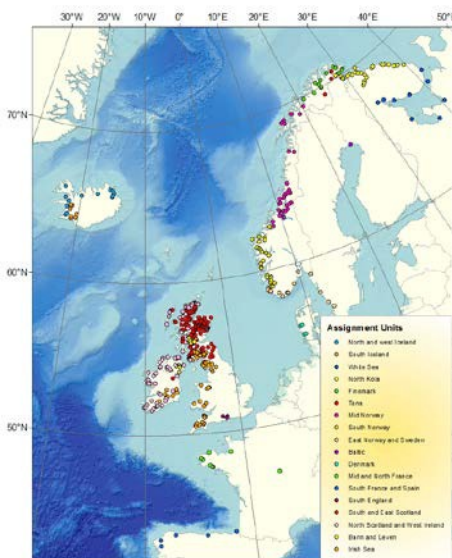 30°W 20°W 10°W 0° 10°E 20°E 30°E 40°E 50°E
70°N
60°N
50°N
Assignment Units
North and west Iceland
South Iceland
White Sea
North Kola
Finnmark
Tana
Mid Norway
South Norway
East Norway and Sweden
Baltic
Denmark
Mid and North France
South France and Spain
South England
South and East Scotland
North Scotland and West Ireland
Bann and Leven
Irish Sea